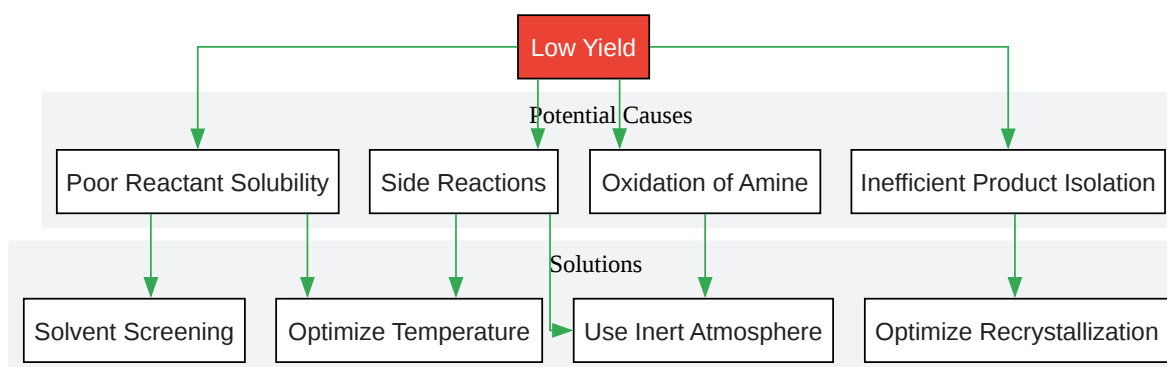 Low Yield
Potential Causes
Poor Reactant Solubility
Side Reactions
Oxidation of Amine
Inefficient Product Isolation
Solutions
Solvent Screening
Optimize Temperature
Use Inert Atmosphere
Optimize Recrystallization